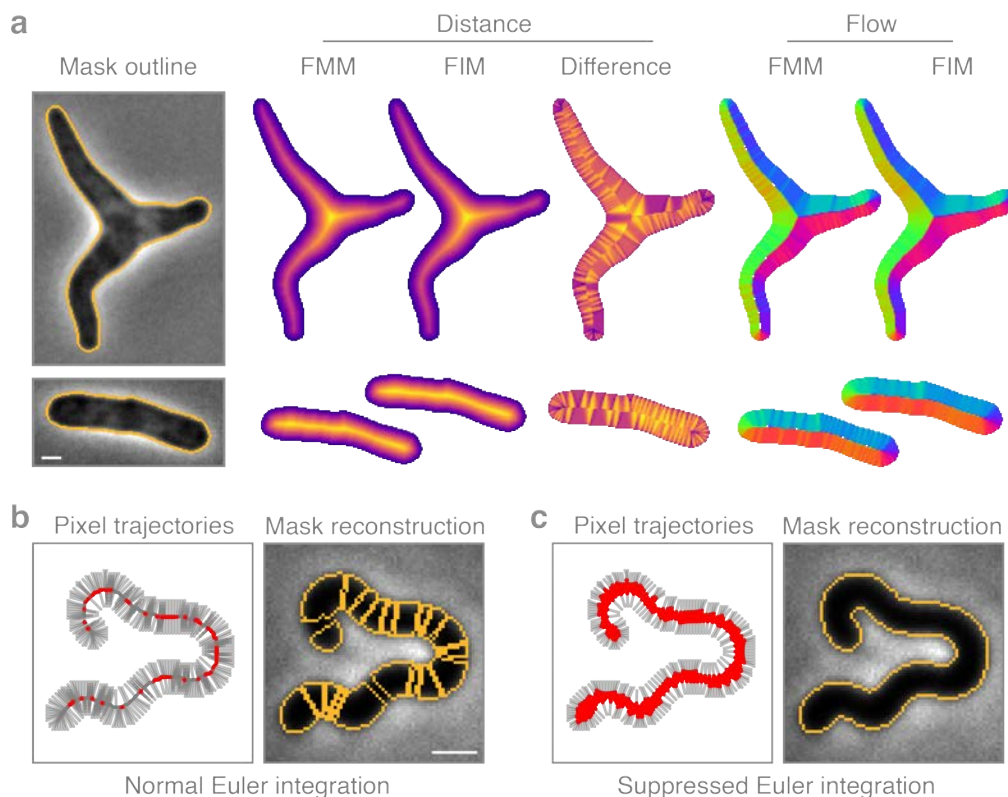 a
Distance
Flow
Mask outline
FMM
FIM
Difference
FMM
FIM
b
Pixel trajectories
Mask reconstruction
c
Pixel trajectories
Mask reconstruction
Normal Euler integration
Suppressed Euler integration